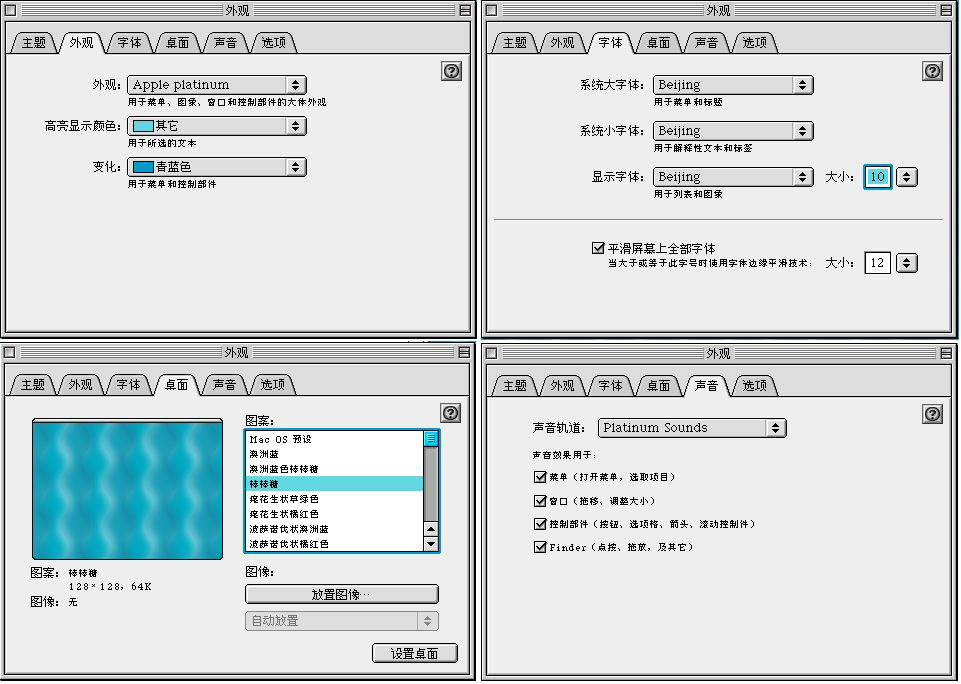 外观
主题 外观 字体 桌面 声音 选项
外观: Apple platinum
用于菜单、图象、窗口和控制部件的大体外观
高亮显示颜色: 其它
用于所选的文本
变化: 青蓝色
用于菜单和控制部件
外观
主题 外观 字体 桌面 声音 选项
系统大字体: Beijing
用于菜单和标题
系统小字体: Beijing
用于解释性文本和标签
显示字体: Beijing 大小: 10
用于列表和图象
平滑屏幕上全部字体
当大于或等于此字号时使用字体边缘平滑技术: 大小: 12
外观
主题 外观 字体 桌面 声音 选项
图案:
Mac OS 预设
澳洲蓝
澳洲蓝色棒棒糖
棒棒糖
痱花生状草绿色
痱花生状橘红色
波萨诺伐状澳洲蓝
波萨诺伐状橘红色
图案: 棒棒糖
128×128, 64K
图像: 无
图像:
放置图像…
自动放置
设置桌面
外观
主题 外观 字体 桌面 声音 选项
声音轨道: Platinum Sounds
声音效果用于:
菜单（打开菜单，选取项目）
窗口（拖移、调整大小）
控制部件（按钮、选项格、箭头、滚动控制件）
Finder（点按、拖放，及其它）